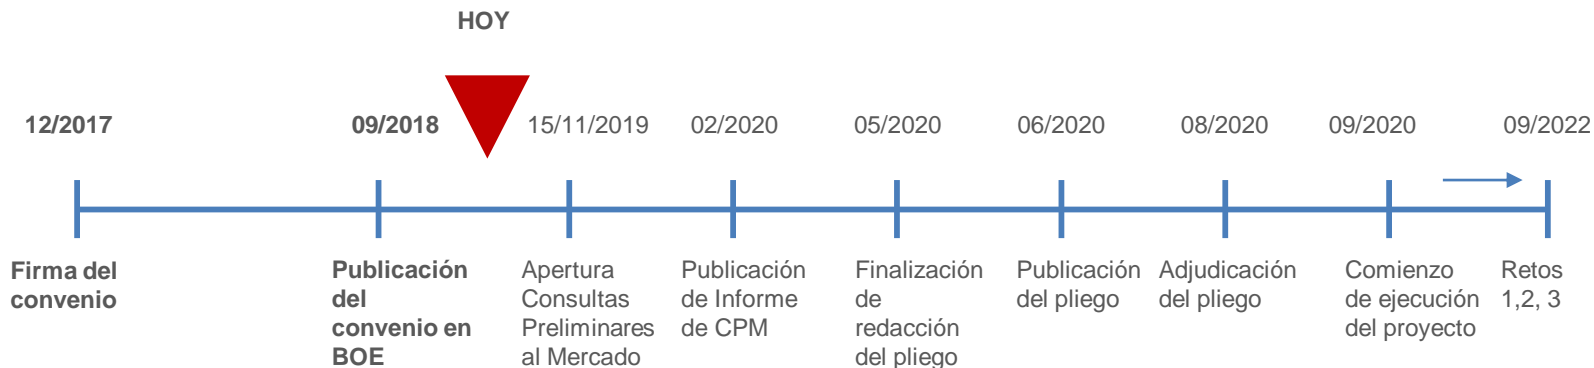 HOY
12/2017
09/2018
15/11/2019
02/2020
05/2020
06/2020
08/2020
09/2020
09/2022
Firma del
convenio
Publicación
del
convenio en
BOE
Apertura
Consultas
Preliminares
al Mercado
Publicación
de Informe
de CPM
Finalización
de
redacción
del pliego
Publicación
del pliego
Adjudicación
del pliego
Comienzo
de ejecución
del proyecto
Retos
1,2, 3